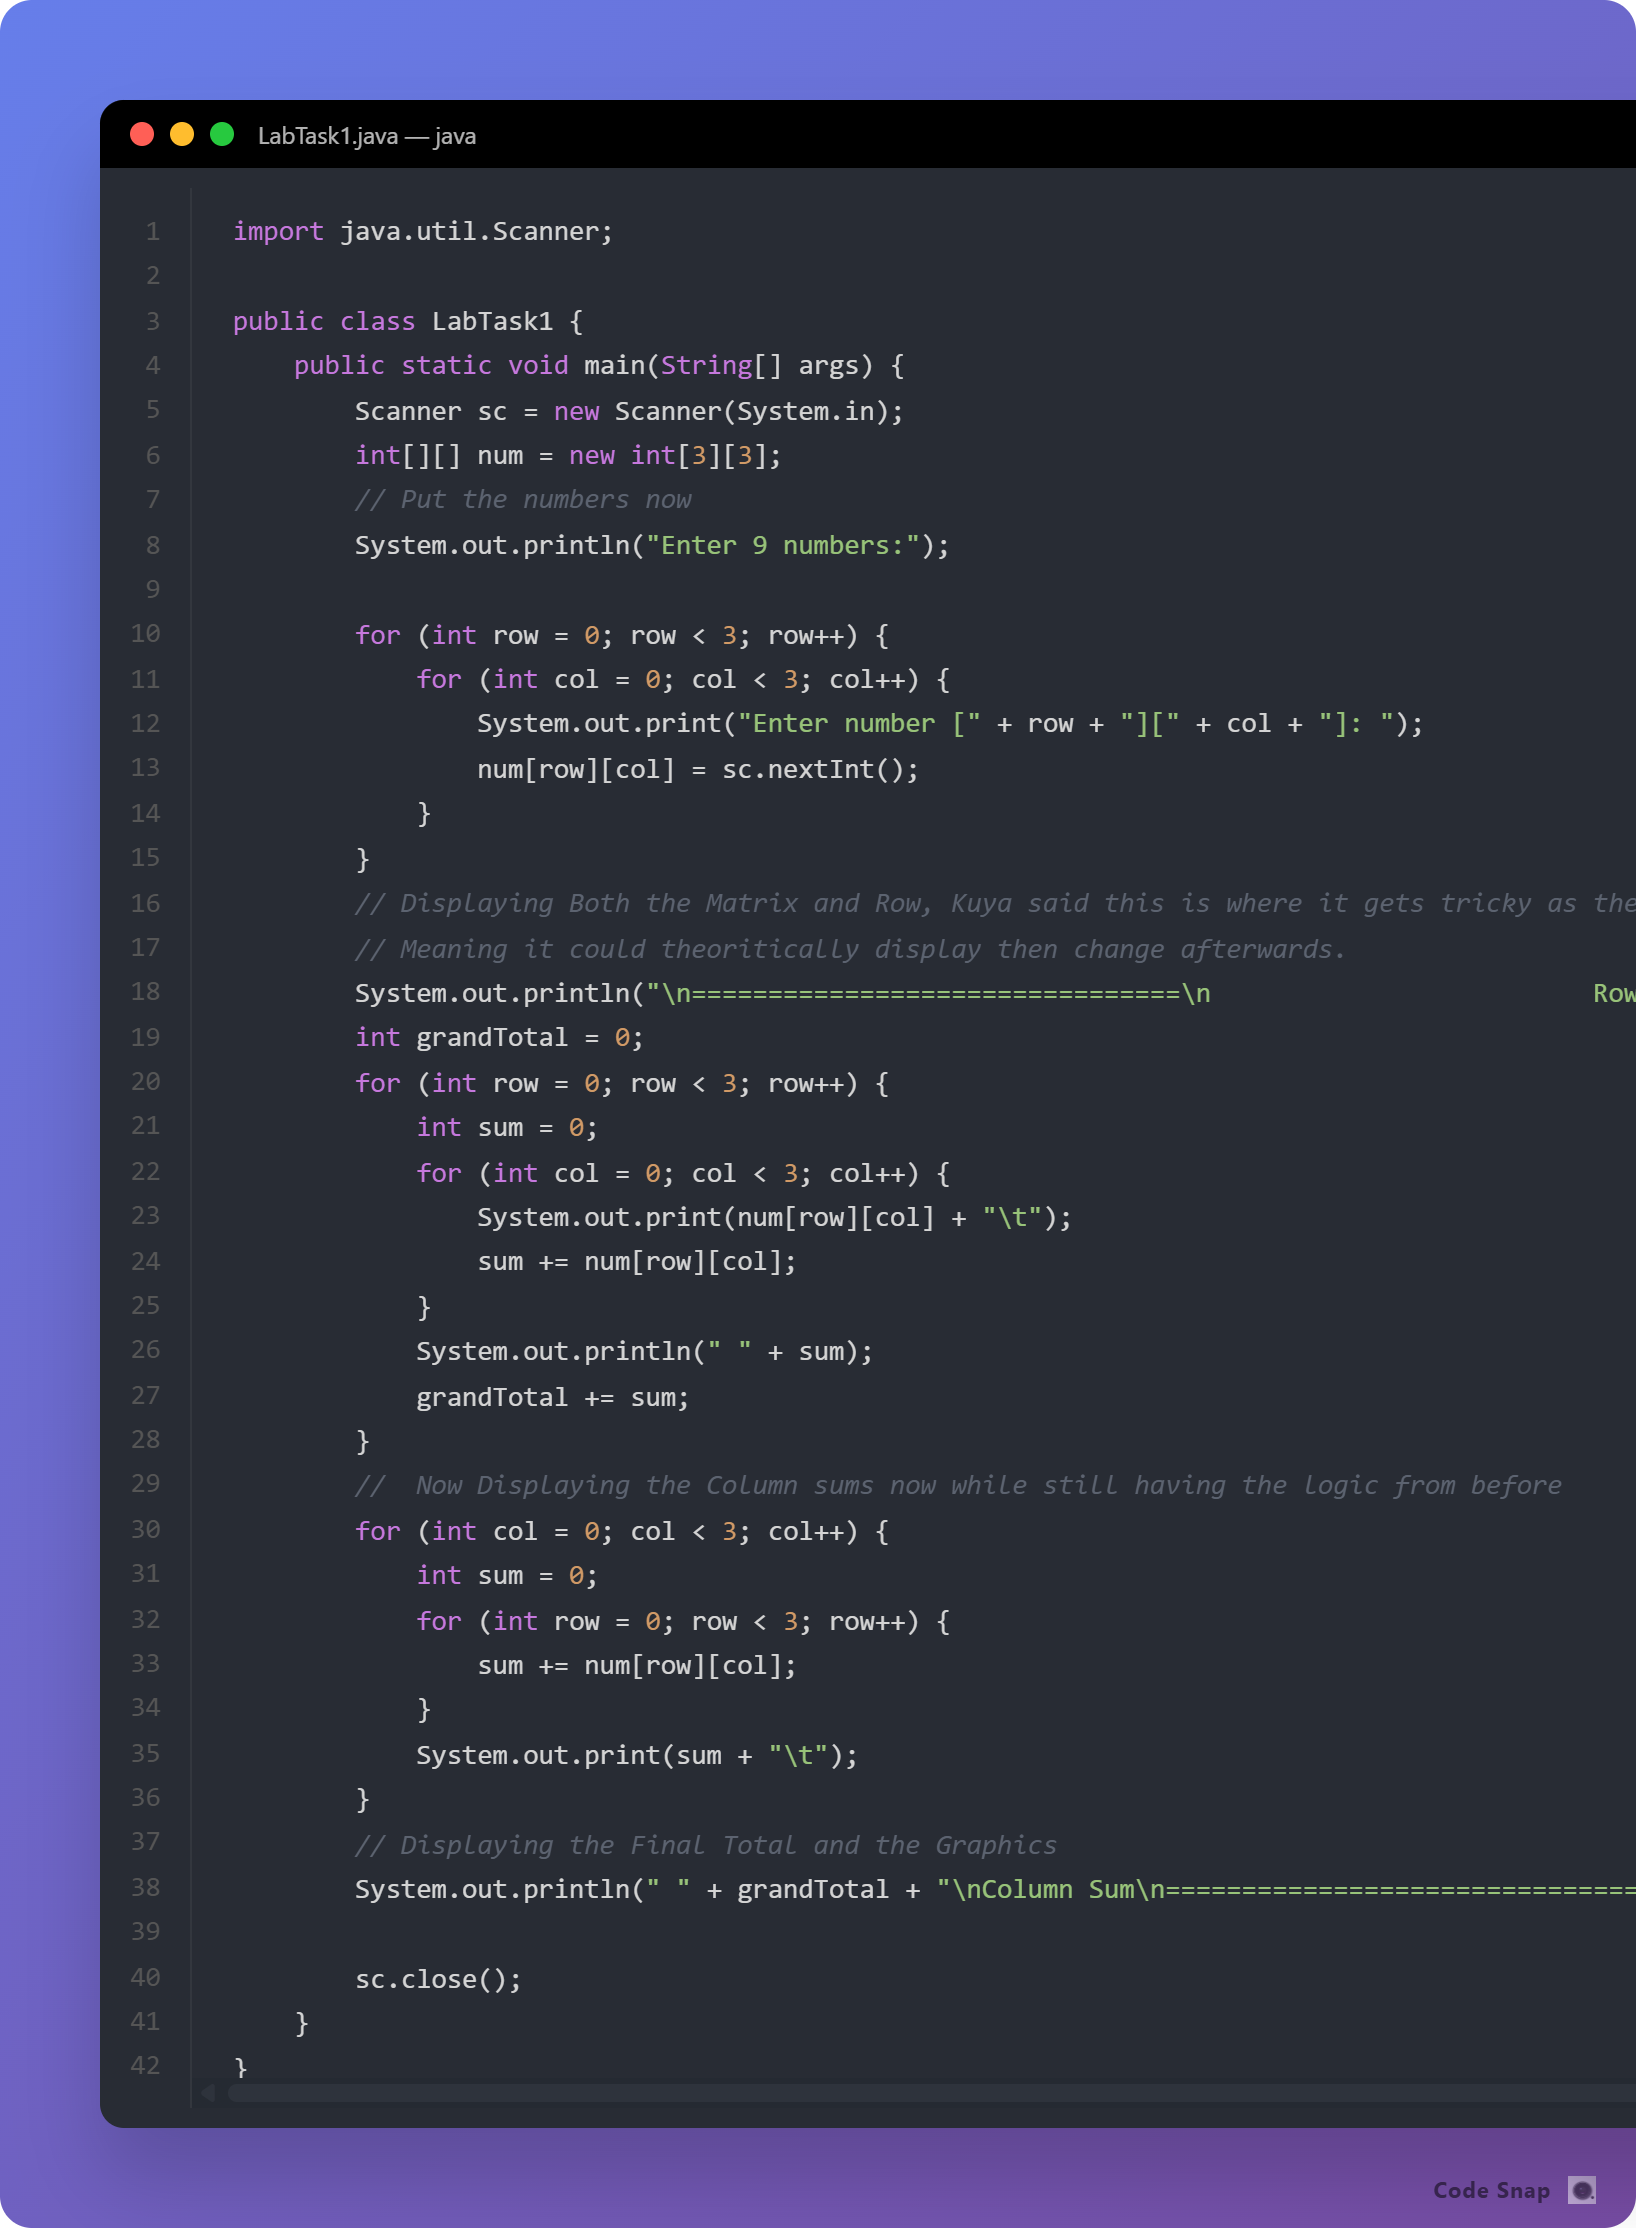 LabTask1.java — java
1 import java.util.Scanner;
2
3 public class LabTask1 {
4     public static void main(String[] args) {
5         Scanner sc = new Scanner(System.in);
6         int[][] num = new int[3][3];
7         // Put the numbers now
8         System.out.println("Enter 9 numbers:");
9
10         for (int row = 0; row < 3; row++) {
11             for (int col = 0; col < 3; col++) {
12                 System.out.print("Enter number [" + row + "][" + col + "]: ");
13                 num[row][col] = sc.nextInt();
14             }
15         }
16         // Displaying Both the Matrix and Row, Kuya said this is where it gets tricky as the
17         // Meaning it could theoritically display then change afterwards.
18         System.out.println("\n================================\n                         Row
19         int grandTotal = 0;
20         for (int row = 0; row < 3; row++) {
21             int sum = 0;
22             for (int col = 0; col < 3; col++) {
23                 System.out.print(num[row][col] + "\t");
24                 sum += num[row][col];
25             }
26             System.out.println(" " + sum);
27             grandTotal += sum;
28         }
29         //  Now Displaying the Column sums now while still having the logic from before
30         for (int col = 0; col < 3; col++) {
31             int sum = 0;
32             for (int row = 0; row < 3; row++) {
33                 sum += num[row][col];
34             }
35             System.out.print(sum + "\t");
36         }
37         // Displaying the Final Total and the Graphics
38         System.out.println(" " + grandTotal + "\nColumn Sum\n===============================
39
40         sc.close();
41     }
42 }
Code Snap